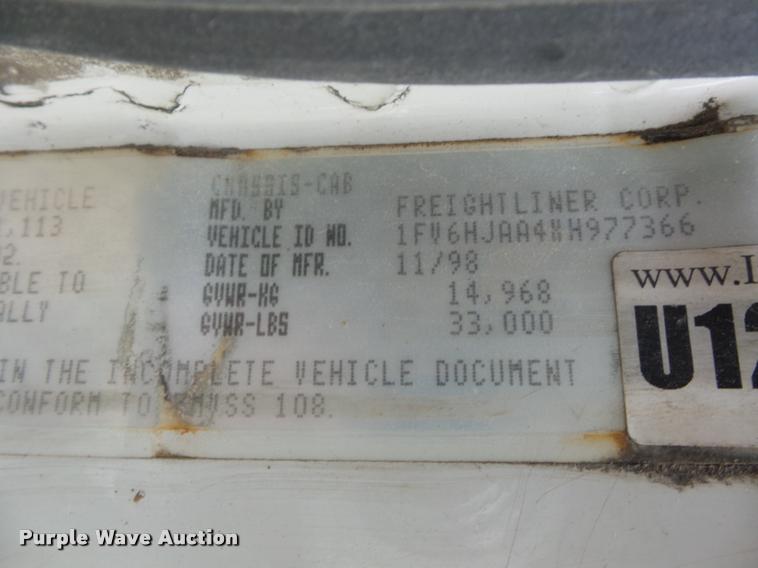 CHASSIS-CAB
VEHICLE MFD. BY FREIGHTLINER CORP.
,113 VEHICLE ID NO. 1FV6HJAA4XH977366
02. DATE OF MFR. 11/98
BLE TO GVWR-KG 14,968
ALLY GVWR-LBS 33,000
IN THE INCOMPLETE VEHICLE DOCUMENT
CONFORM TO FMVSS 108.
www.I
U12
Purple Wave Auction